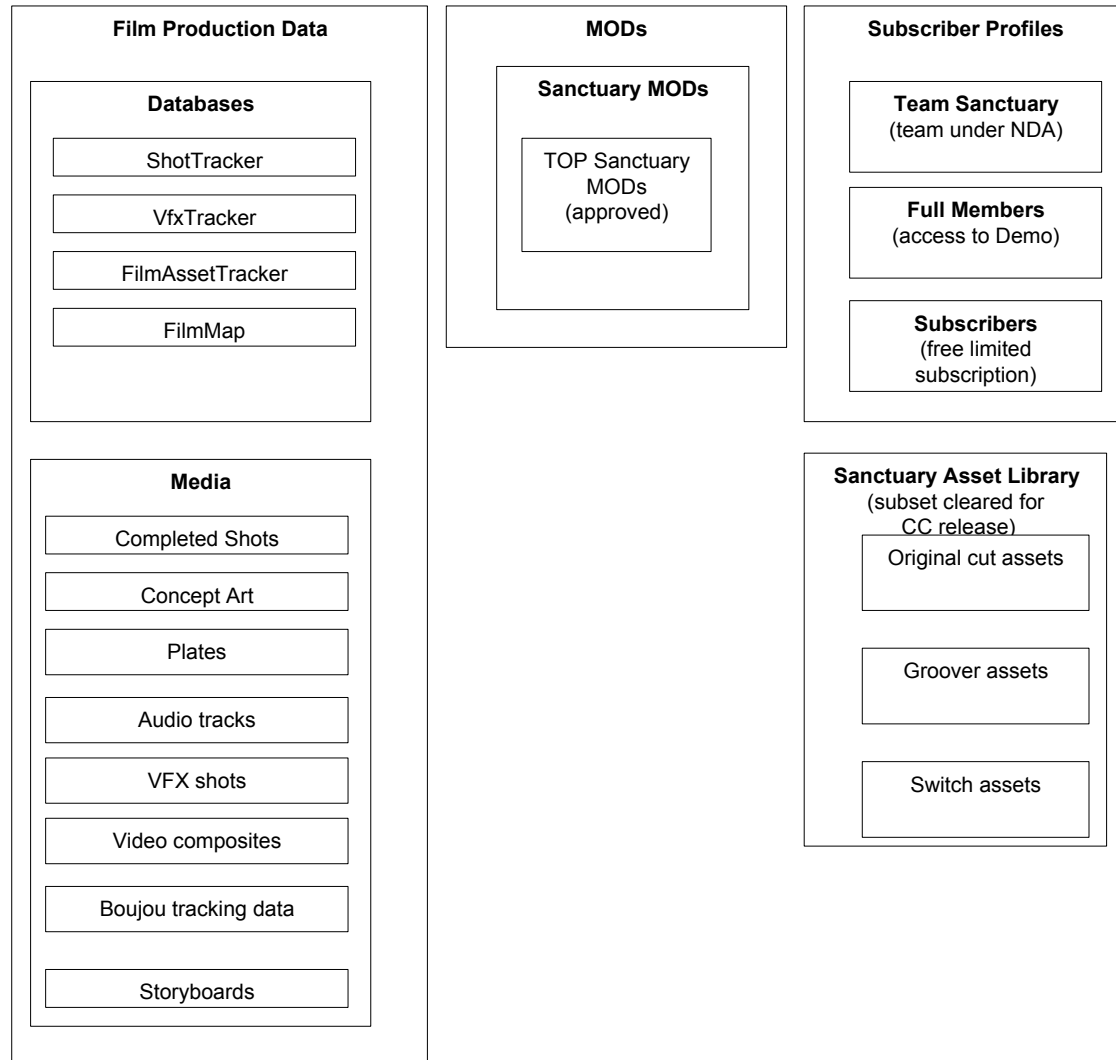 Film Production Data
Databases
ShotTracker
VfxTracker
FilmAssetTracker
FilmMap
Media
Completed Shots
Concept Art
Plates
Audio tracks
VFX shots
Video composites
Boujou tracking data
Storyboards
MODs
Sanctuary MODs
TOP Sanctuary
MODs
(approved)
Subscriber Profiles
Team Sanctuary
(team under NDA)
Full Members
(access to Demo)
Subscribers
(free limited
subscription)
Sanctuary Asset Library
(subset cleared for
CC release)
Original cut assets
Groover assets
Switch assets